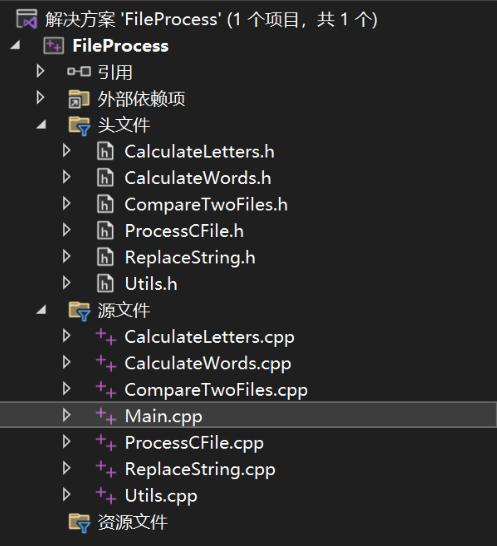 解决方案 'FileProcess' (1 个项目，共 1 个)
FileProcess
引用
外部依赖项
头文件
CalculateLetters.h
CalculateWords.h
CompareTwoFiles.h
ProcessCFile.h
ReplaceString.h
Utils.h
源文件
CalculateLetters.cpp
CalculateWords.cpp
CompareTwoFiles.cpp
Main.cpp
ProcessCFile.cpp
ReplaceString.cpp
Utils.cpp
资源文件